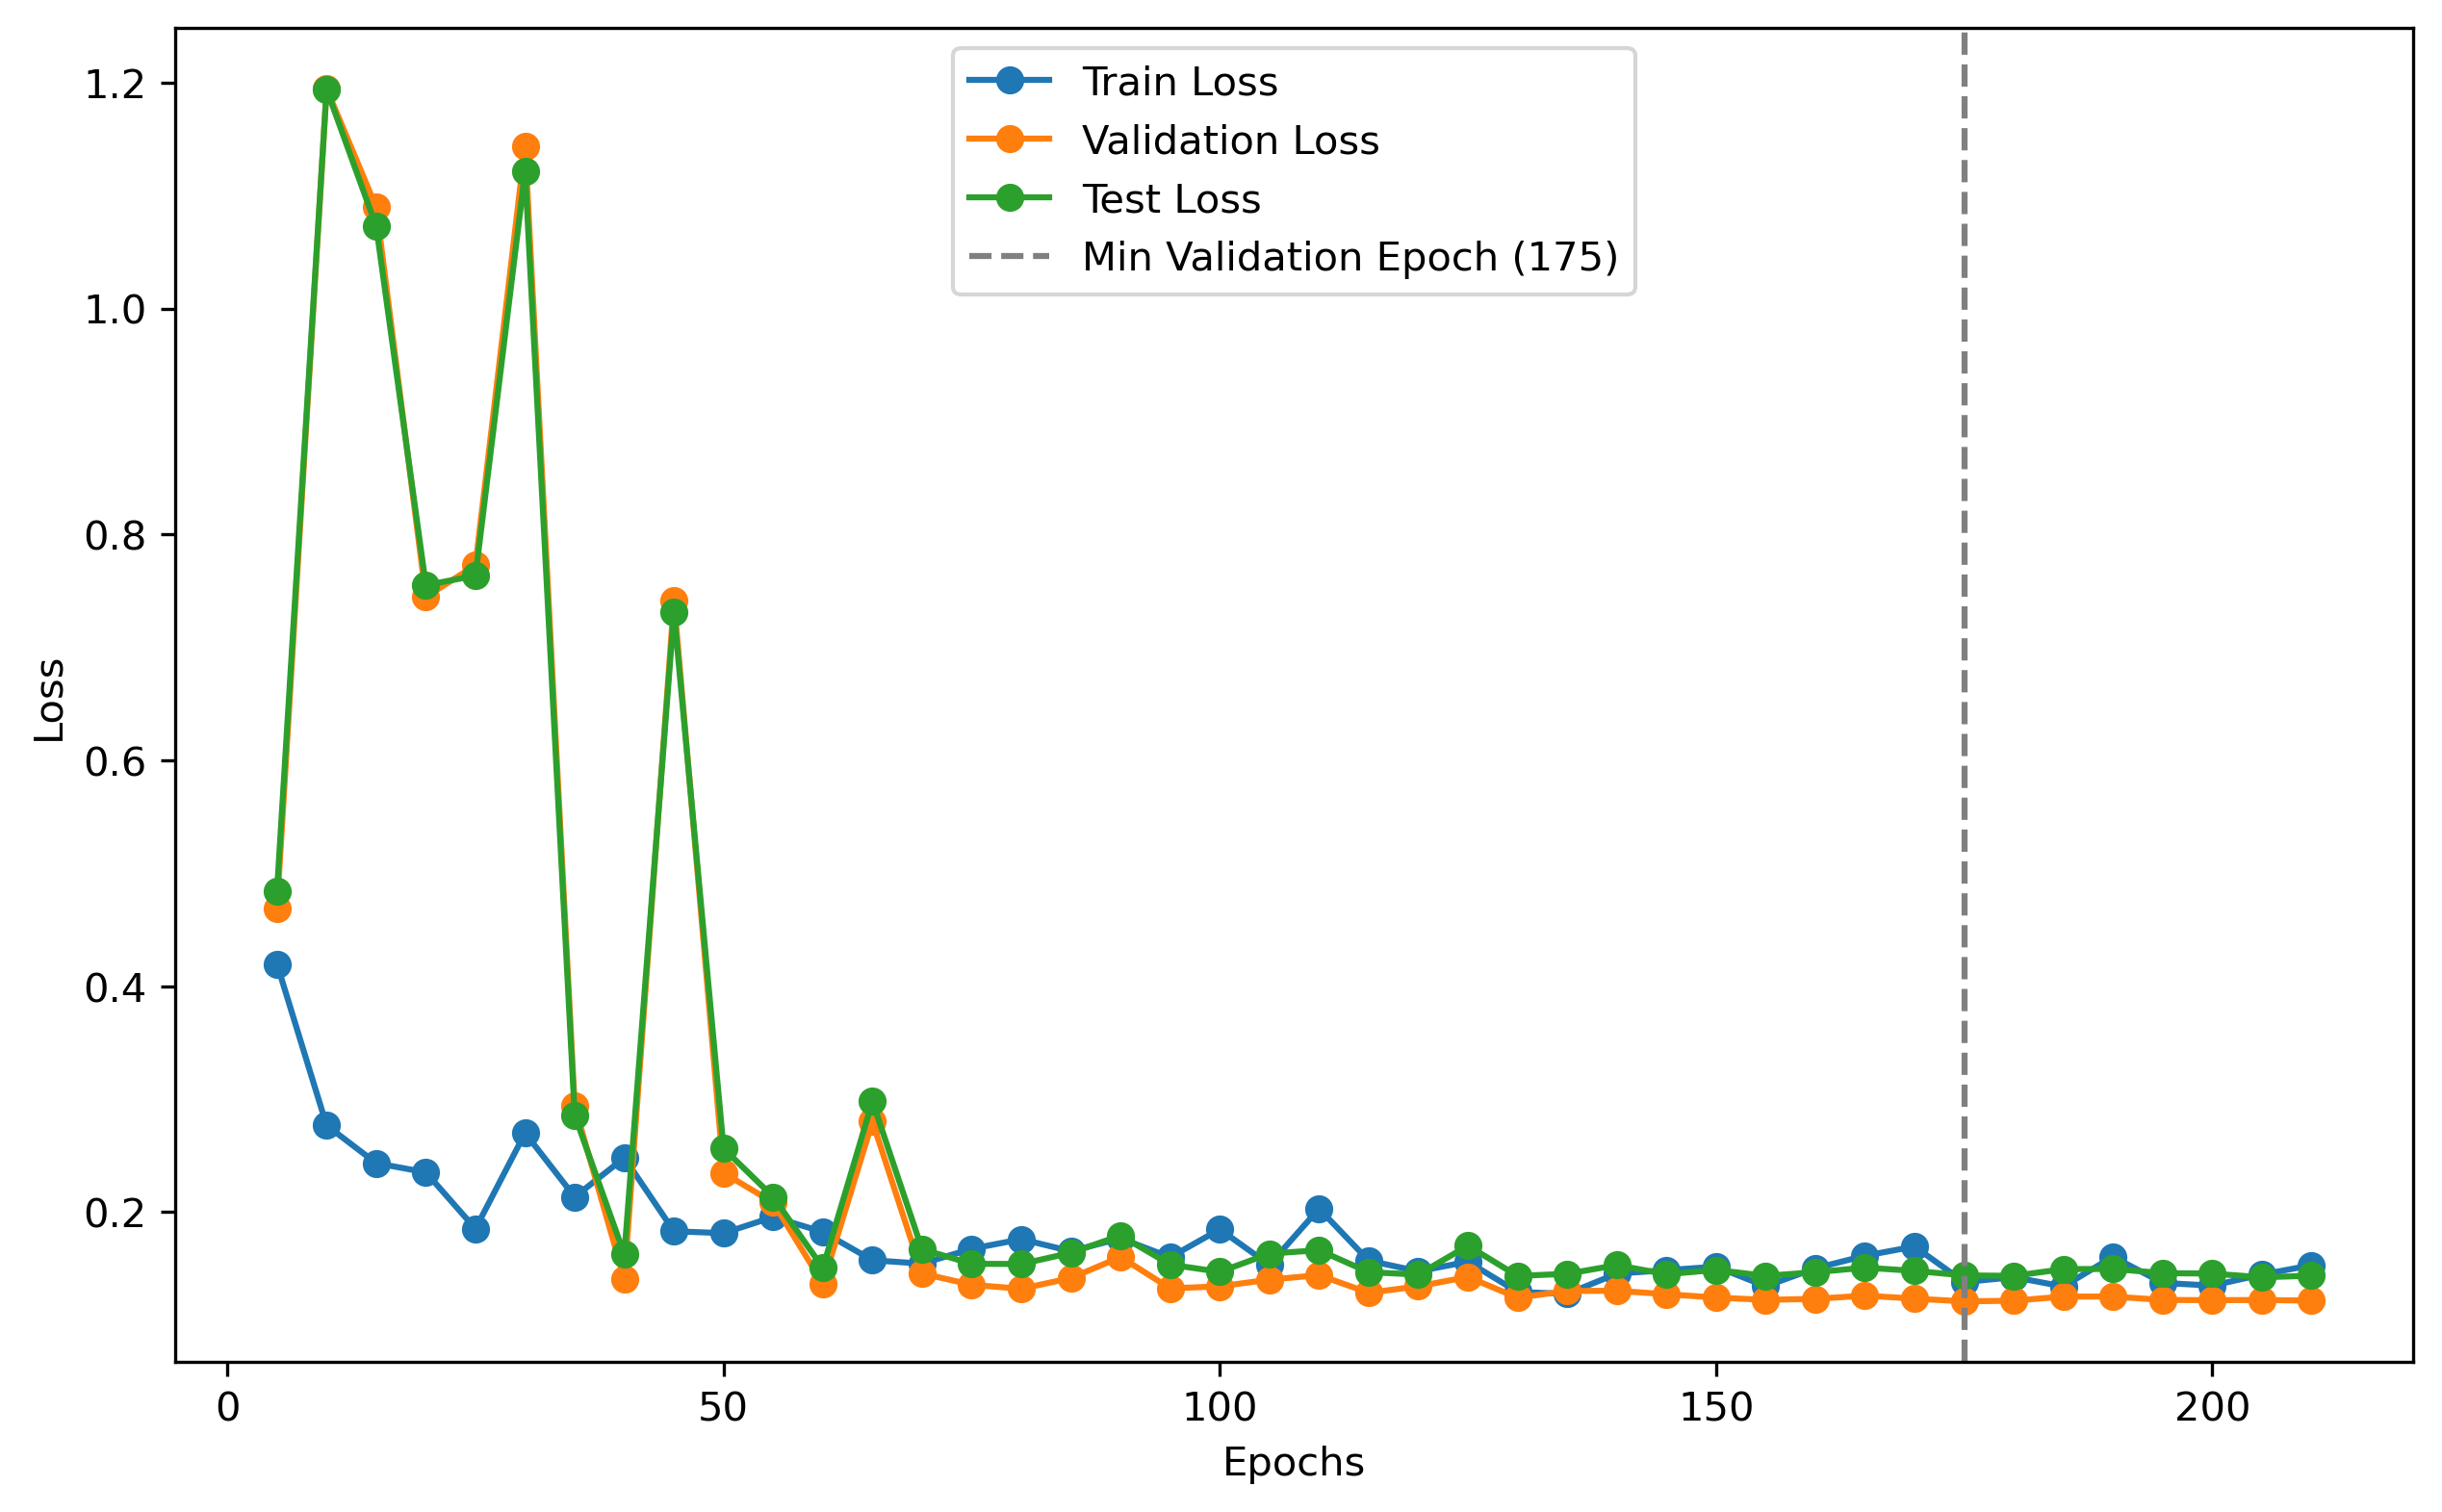 Train Loss
Validation Loss
Test Loss
Min Validation Epoch (175)
1.2
1.0
0.8
0.6
0.4
0.2
Loss
0 50 100 150 200
Epochs